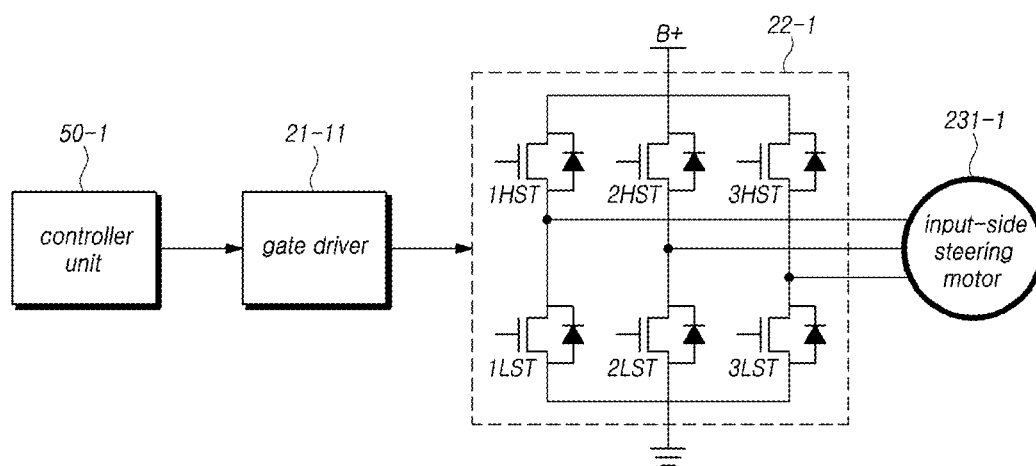 B+
22-1
50-1
21-11
231-1
1HST
2HST
3HST
controller
unit
gate driver
input-side
steering
motor
1LST
2LST
3LST